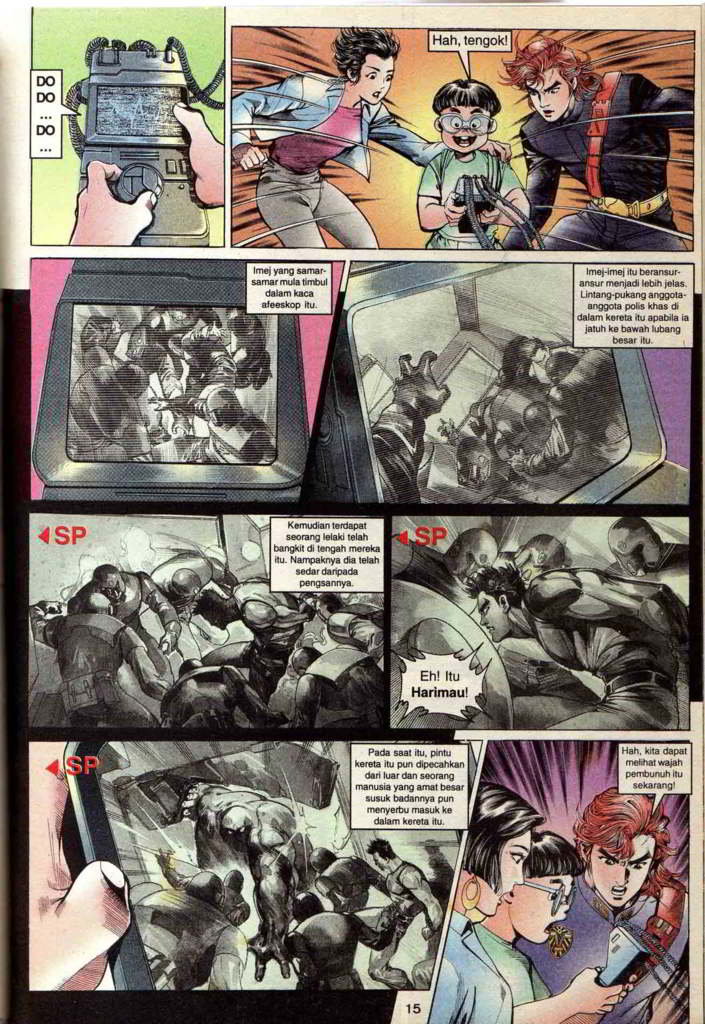 DO
DO
...
DO
...
Hah, tengok!
Imej yang samar-
samar mula timbul
dalam kaca
afeeskop itu.
Imej-imej itu beransur-
ansur menjadi lebih jelas.
Lintang-pukang anggota-
anggota polis khas di
dalam kereta itu apabila ia
jatuh ke bawah lubang
besar itu.
SP
Kemudian terdapat
seorang lelaki telah
bangkit di tengah mereka
itu. Nampaknya dia telah
sedar daripada
pengsannya.
SP
Eh! Itu
Harimau!
SP
Pada saat itu, pintu
kereta itu pun dipecahkan
dari luar dan seorang
manusia yang amat besar
susuk badannya pun
menyerbu masuk ke
dalam kereta itu.
Hah, kita dapat
melihat wajah
pembunuh itu
sekarang!
15